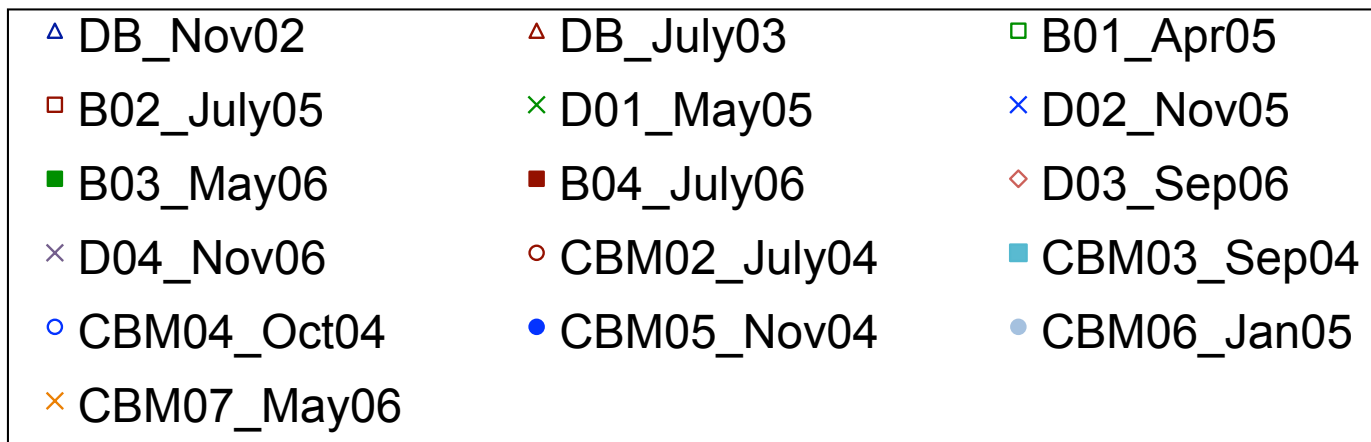 DB_Nov02 DB_July03 B01_Apr05
B02_July05 D01_May05 D02_Nov05
B03_May06 B04_July06 D03_Sep06
D04_Nov06 CBM02_July04 CBM03_Sep04
CBM04_Oct04 CBM05_Nov04 CBM06_Jan05
CBM07_May06